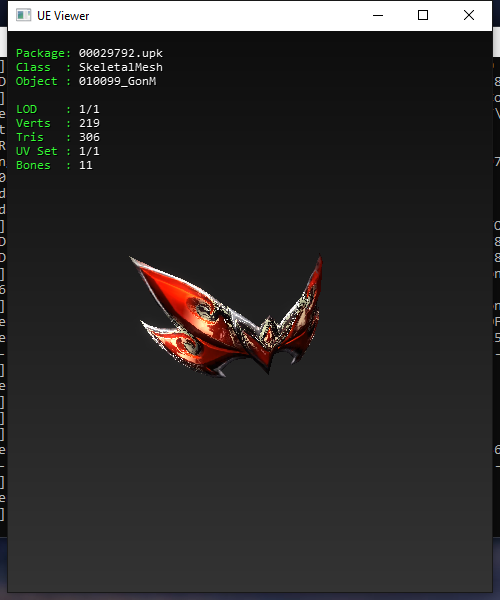 UE Viewer
Package: 00029792.upk
Class  : SkeletalMesh
Object : 010099_GonM
LOD    : 1/1
Verts  : 219
Tris   : 306
UV Set : 1/1
Bones  : 11